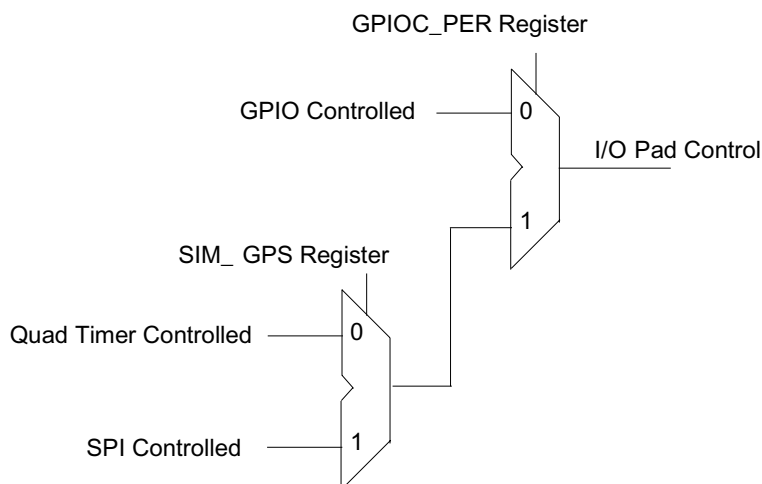 GPIOC_PER Register
GPIO Controlled
0
I/O Pad Control
1
SIM_ GPS Register
Quad Timer Controlled
0
SPI Controlled
1